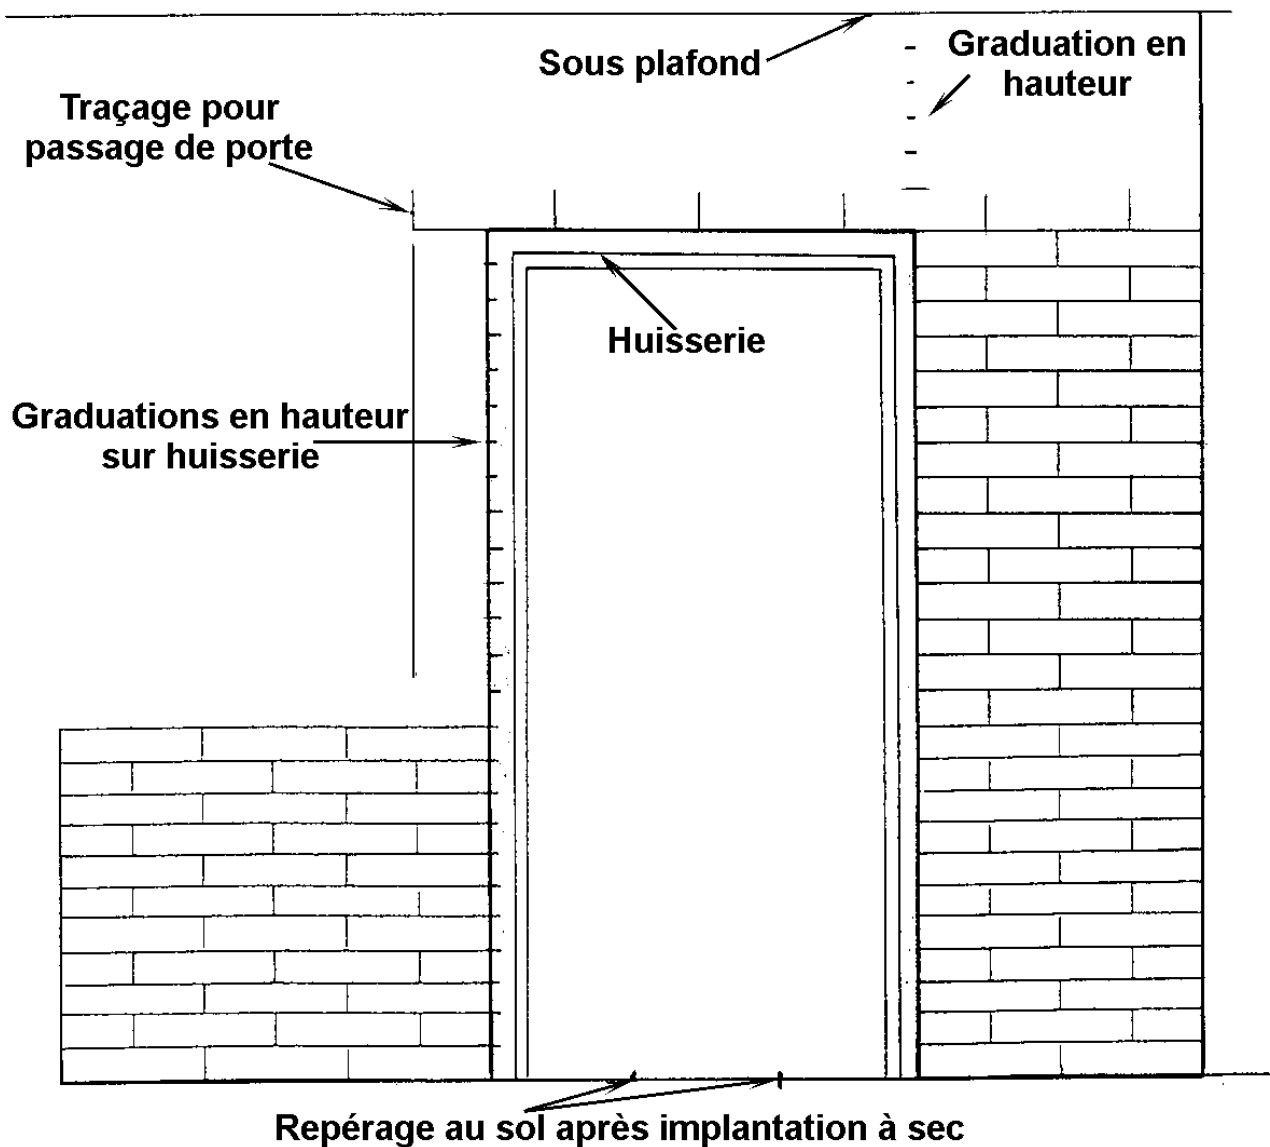 Sous plafond
Graduation en
hauteur
Traçage pour
passage de porte
Huisserie
Graduations en hauteur
sur huisserie
Repérage au sol après implantation à sec